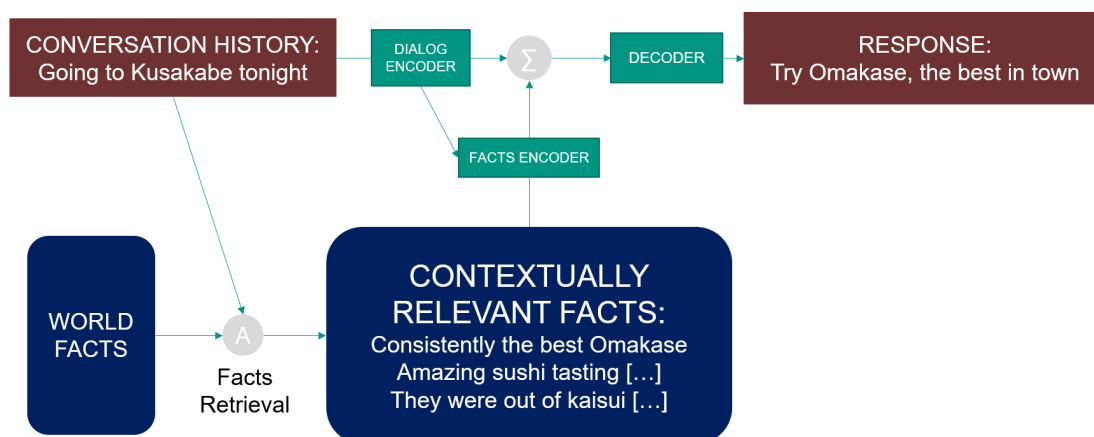 CONVERSATION HISTORY:
Going to Kusakabe tonight
DIALOG
ENCODER
∑
DECODER
RESPONSE:
Try Omakase, the best in town
FACTS ENCODER
WORLD
FACTS
A
Facts
Retrieval
CONTEXTUALLY
RELEVANT FACTS:
Consistently the best Omakase
Amazing sushi tasting […]
They were out of kaisui […]